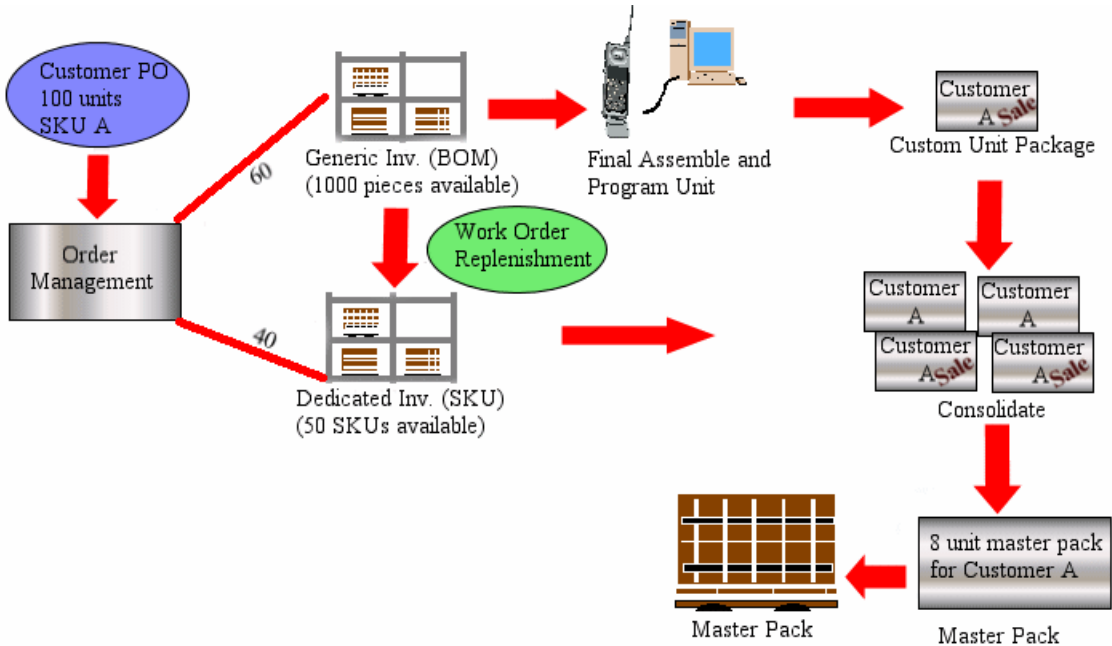 Customer PO
100 units
SKU A
Order
Management
60
40
Generic Inv. (BOM)
(1000 pieces available)
Work Order
Replenishment
Dedicated Inv. (SKU)
(50 SKUs available)
Final Assemble and
Program Unit
Customer
A Sale
Custom Unit Package
Customer
A
Customer
A
Customer
A Sale
Customer
A Sale
Consolidate
8 unit master pack
for Customer A
Master Pack
Master Pack